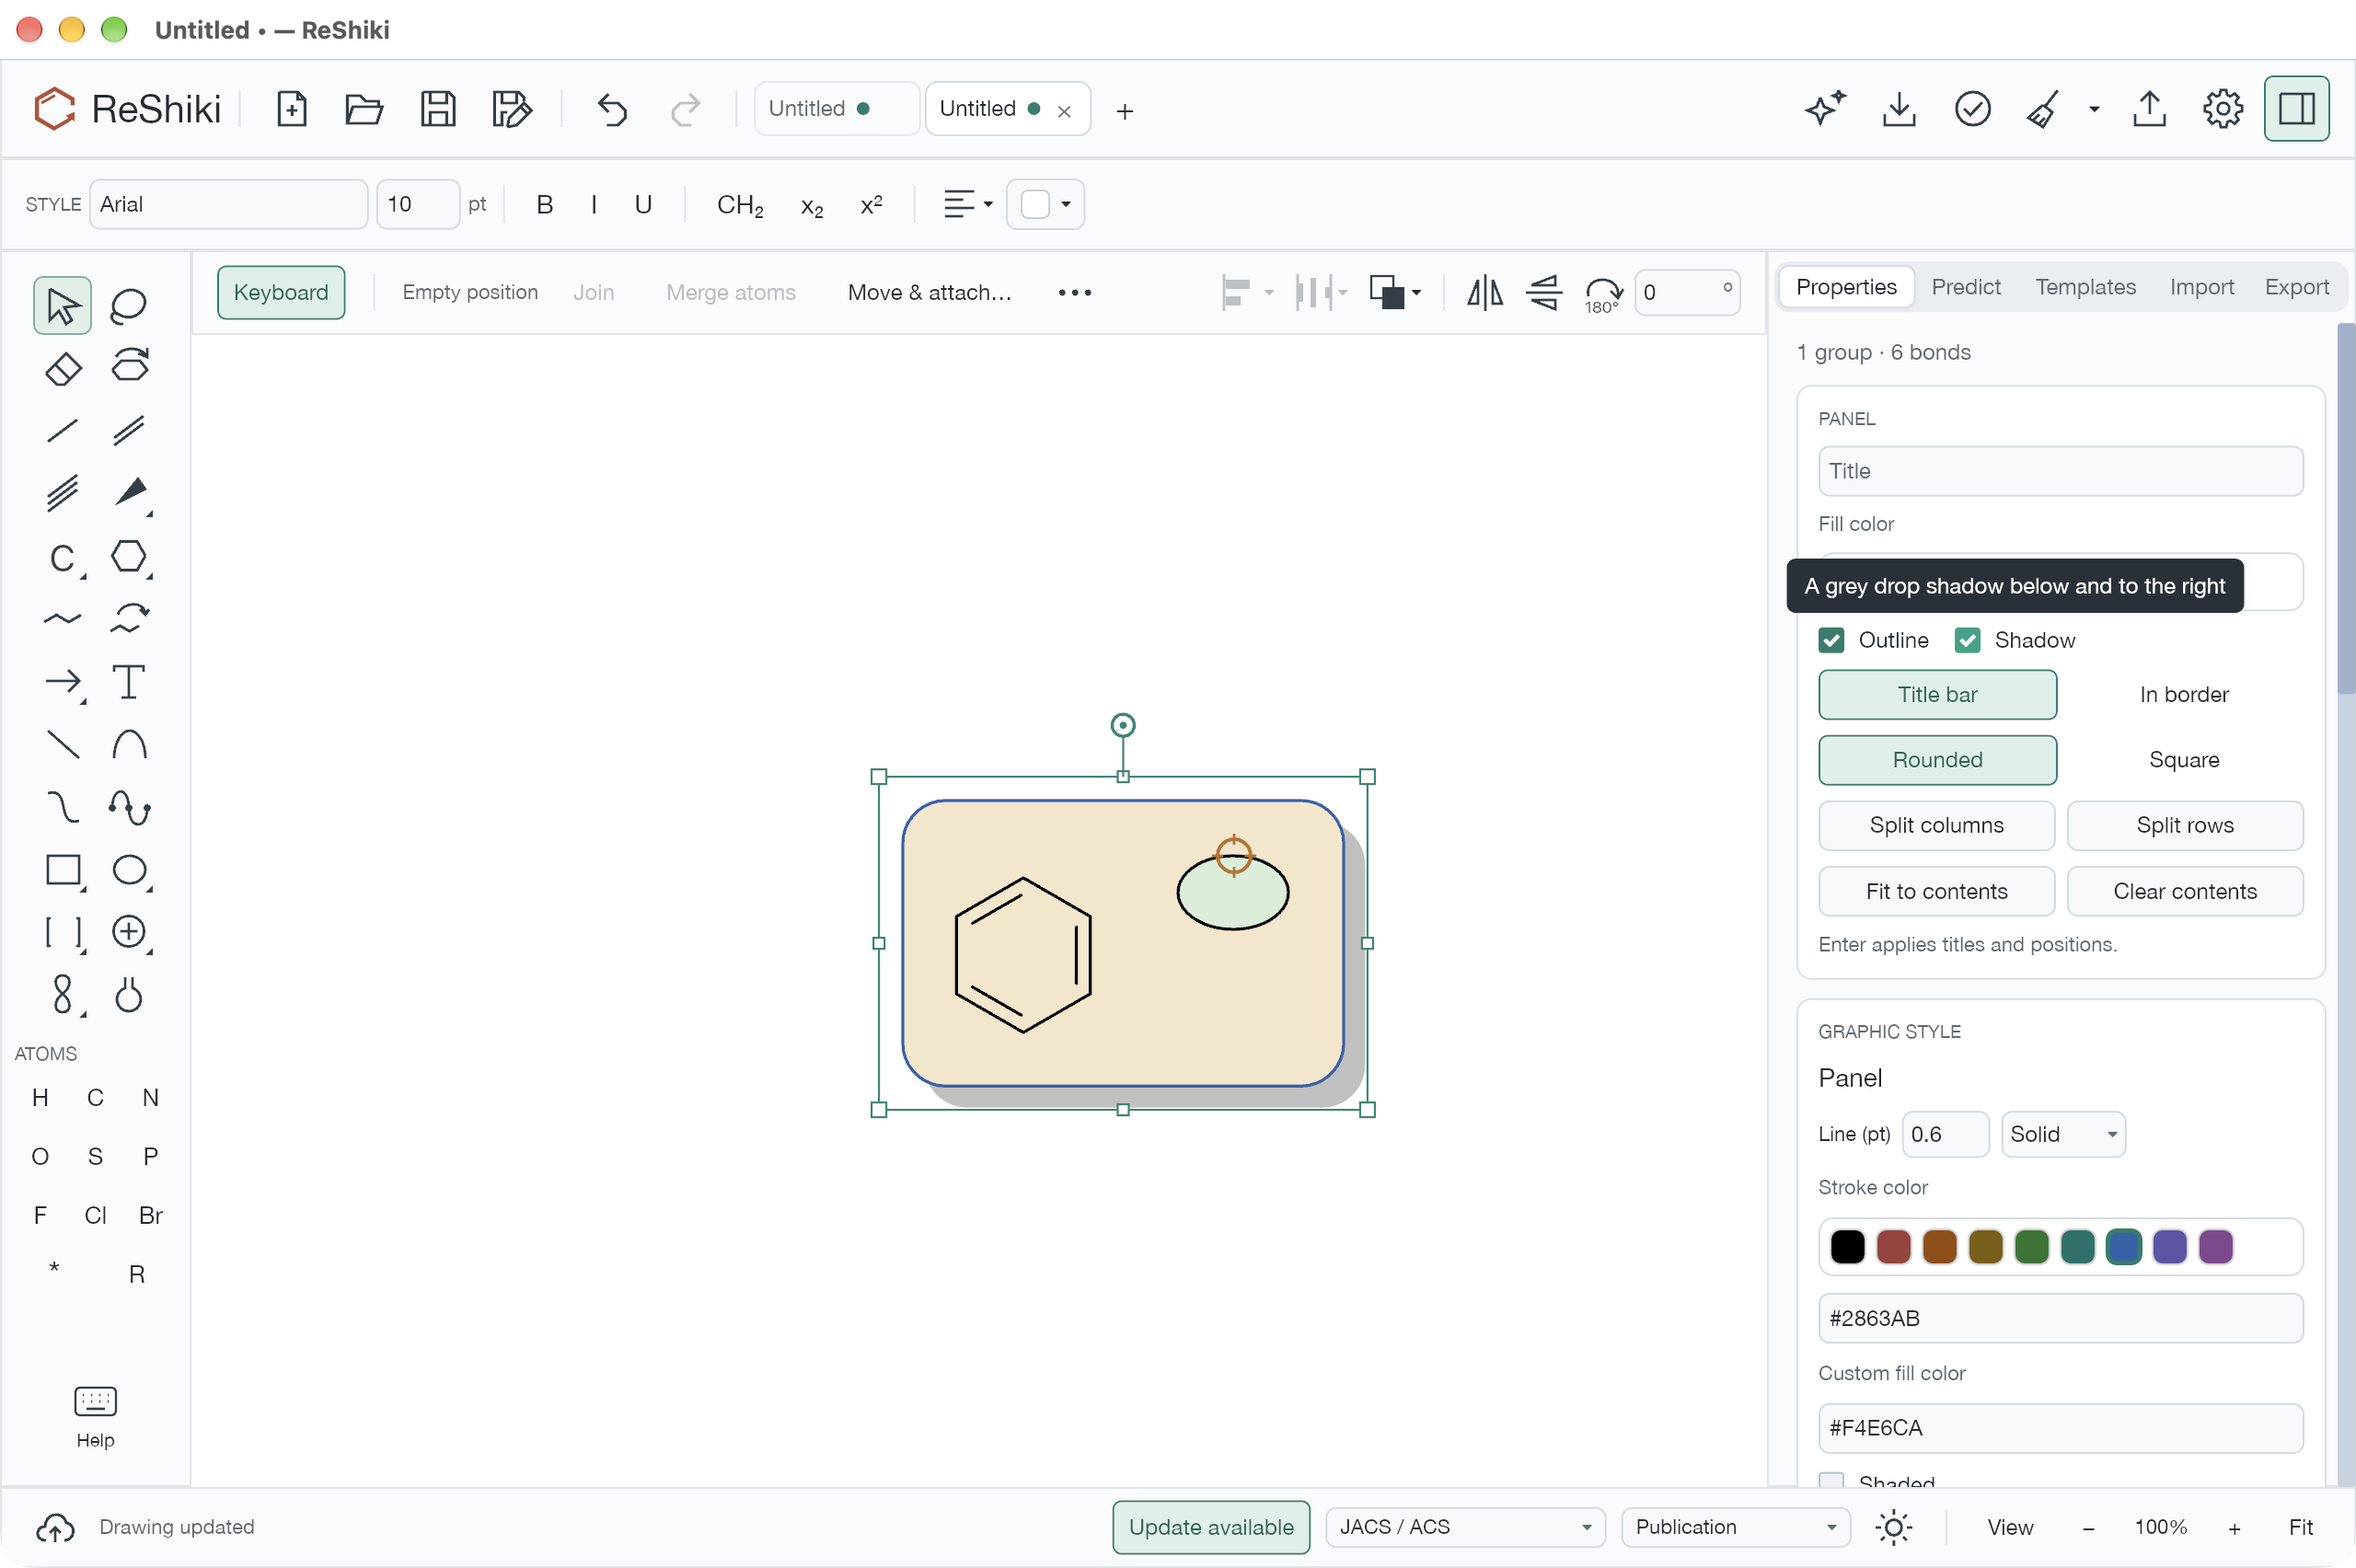 Untitled • — ReShiki
ReShiki
Untitled
Untitled
STYLE Arial 10 pt B I U CH₂ x₂ x²
Keyboard Empty position Join Merge atoms Move & attach... 180° 0 °
Properties Predict Templates Import Export
1 group · 6 bonds
PANEL
Title
Fill color
A grey drop shadow below and to the right
Outline Shadow
Title bar In border
Rounded Square
Split columns Split rows
Fit to contents Clear contents
Enter applies titles and positions.
GRAPHIC STYLE
Panel
Line (pt) 0.6 Solid
Stroke color
#2863AB
Custom fill color
#F4E6CA
Shaded
C
T
ATOMS
H C N
O S P
F Cl Br
* R
Help
Drawing updated Update available JACS / ACS Publication View – 100% + Fit